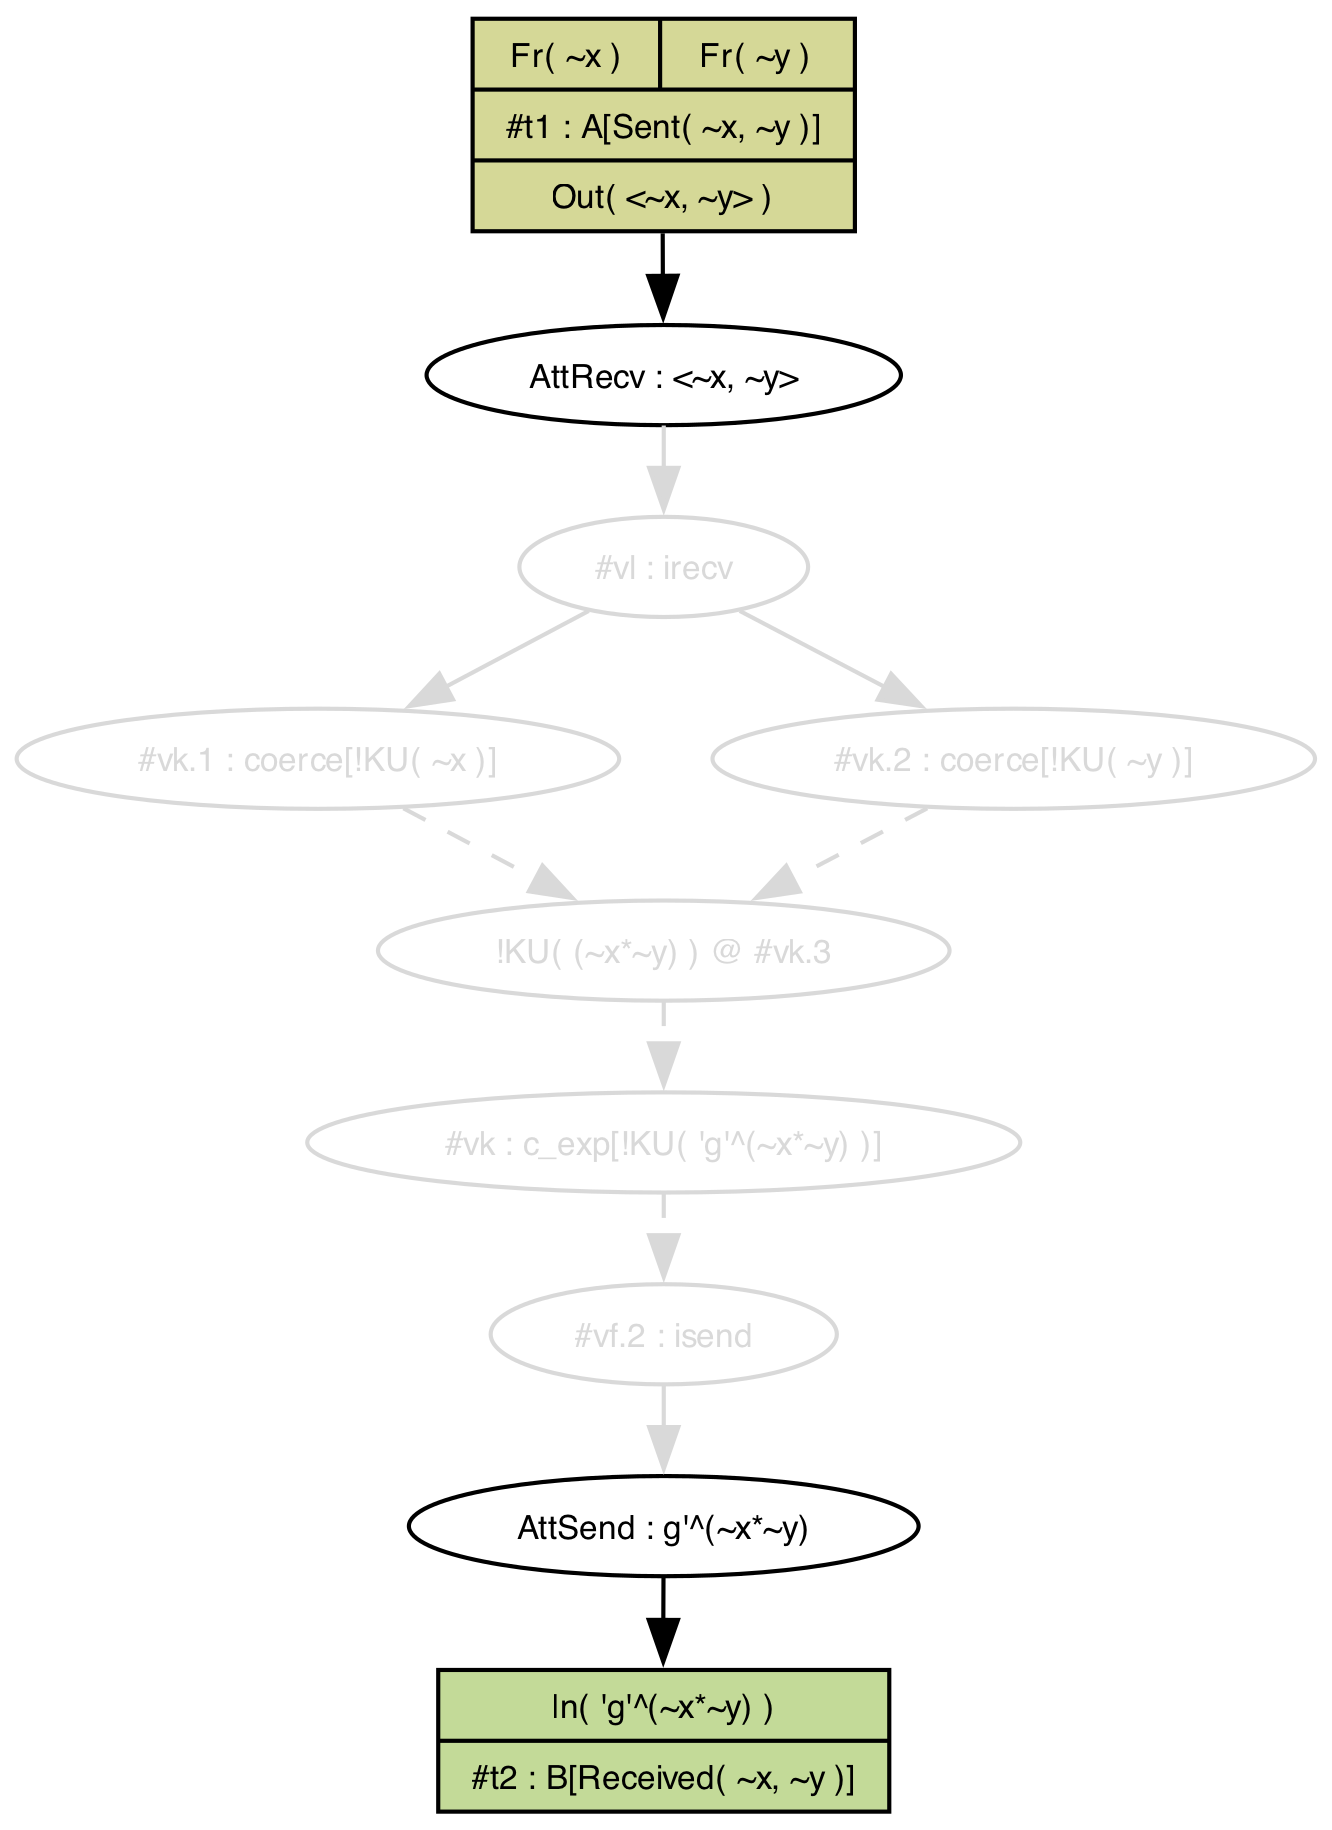 Fr( ~x ) Fr( ~y )
#t1 : A[Sent( ~x, ~y )]
Out( <~x, ~y> )
AttRecv : <~x, ~y>
#vl : irecv
#vk.1 : coerce[!KU( ~x )] #vk.2 : coerce[!KU( ~y )]
!KU( (~x*~y) ) @ #vk.3
#vk : c_exp[!KU( 'g'^(~x*~y) )]
#vf.2 : isend
AttSend : g'^(~x*~y)
In( 'g'^(~x*~y) )
#t2 : B[Received( ~x, ~y )]